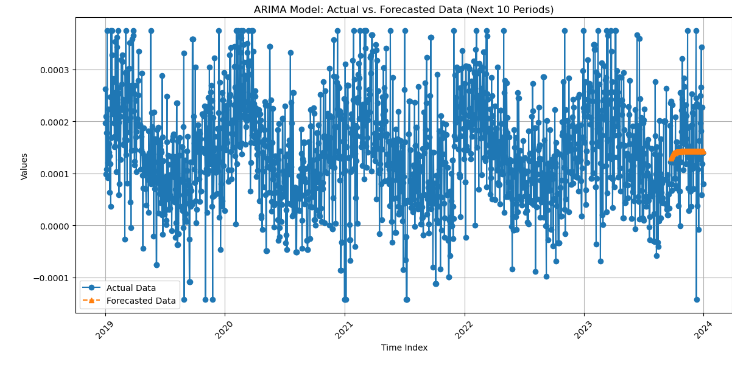 ARIMA Model: Actual vs. Forecasted Data (Next 10 Periods)
Values
0.0003
0.0002
0.0001
0.0000
−0.0001
Actual Data
Forecasted Data
2019
2020
2021
2022
2023
2024
Time Index